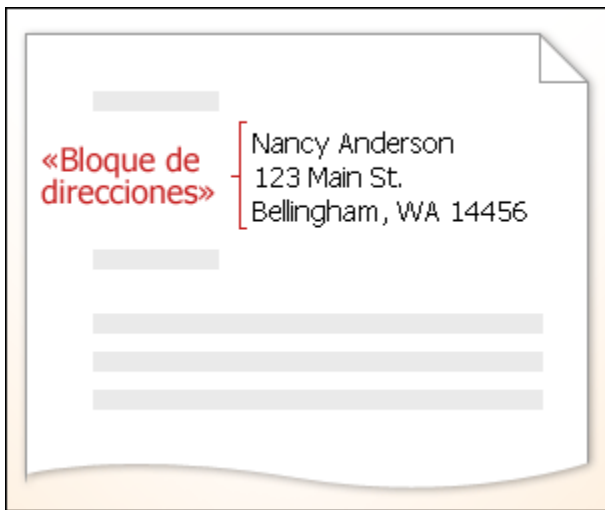 «Bloque de
direcciones»
Nancy Anderson
123 Main St.
Bellingham, WA 14456